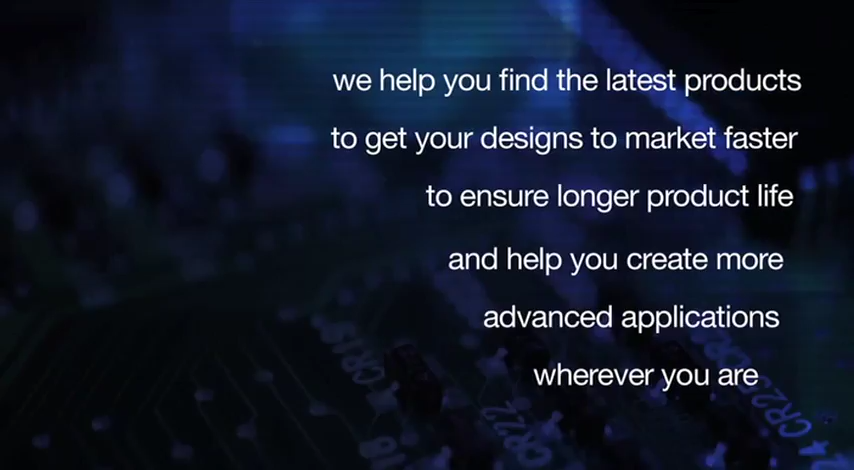 we help you find the latest products
to get your designs to market faster
to ensure longer product life
and help you create more
advanced applications
wherever you are
CR22